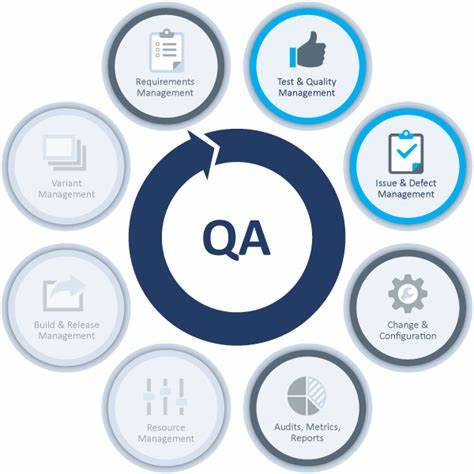 Requirements
Management
Test & Quality
Management
Issue & Defect
Management
Change &
Configuration
Audits, Metrics,
Reports
Resource
Management
Build & Release
Management
Variant
Management
QA